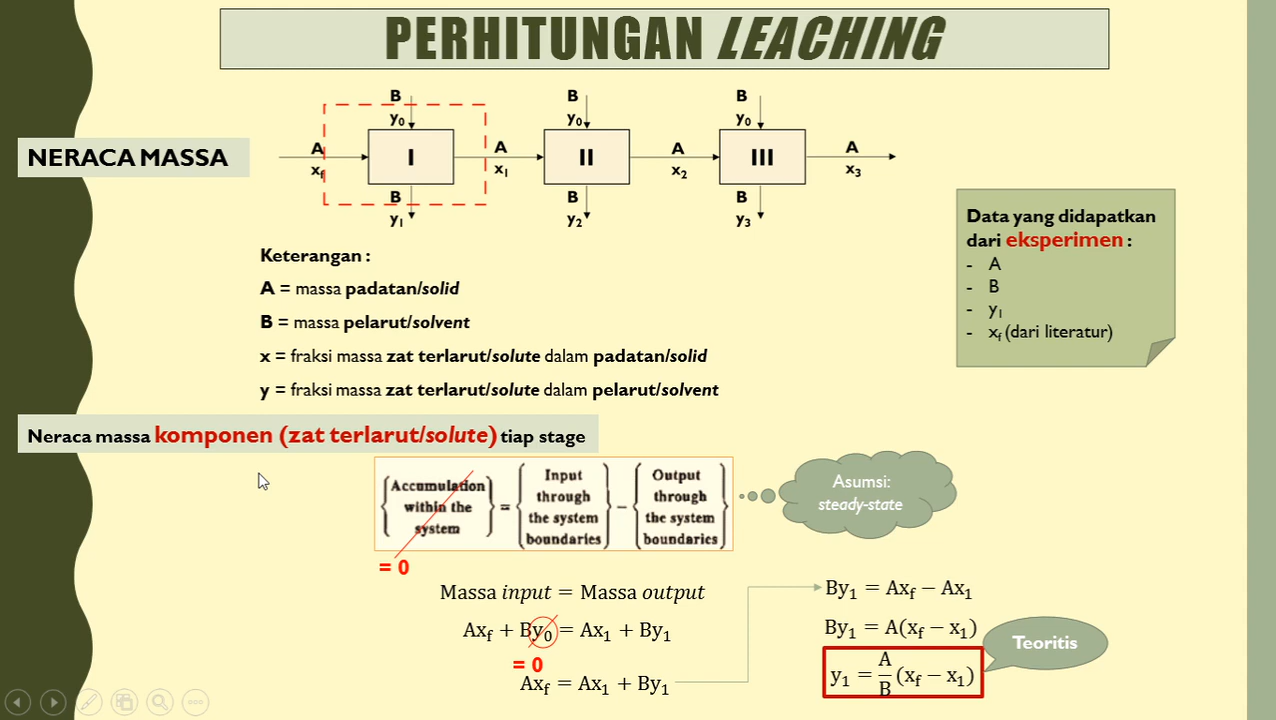 PERHITUNGAN LEACHING
NERACA MASSA
B B B
y₀ y₀ y₀
A I A II A III A
x_f x₁ x₂ x₃
B B B
y₁ y₂ y₃
Keterangan :
A = massa padatan/solid
B = massa pelarut/solvent
x = fraksi massa zat terlarut/solute dalam padatan/solid
y = fraksi massa zat terlarut/solute dalam pelarut/solvent
Data yang didapatkan
dari eksperimen :
- A
- B
- y₁
- x_f (dari literatur)
Neraca massa komponen (zat terlarut/solute) tiap stage
{Accumulation within the system} = {Input through the system boundaries} − {Output through the system boundaries}
= 0
Asumsi:
steady-state
Massa input = Massa output
Ax_f + By₀ = Ax₁ + By₁
= 0
Ax_f = Ax₁ + By₁
By₁ = Ax_f − Ax₁
By₁ = A(x_f − x₁)
y₁ = A/B (x_f − x₁)
Teoritis